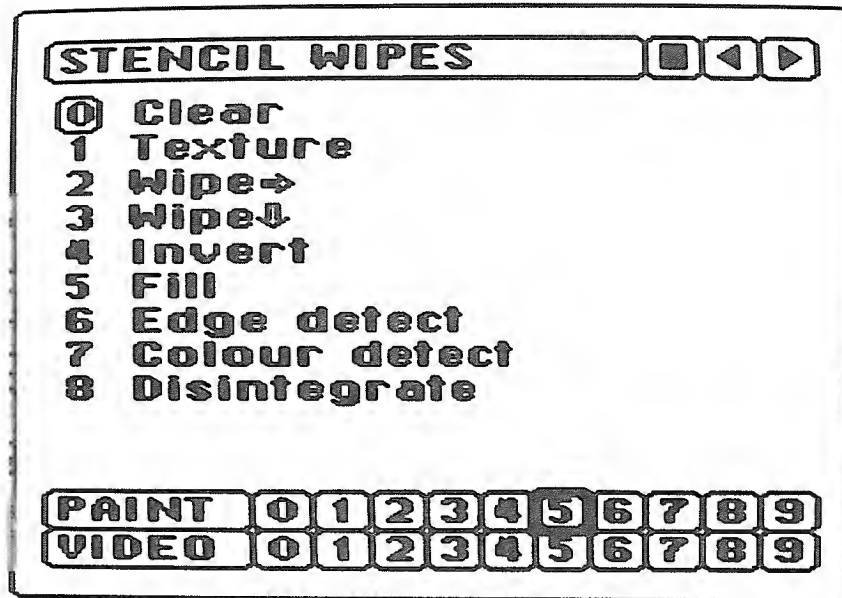 STENCIL WIPES
0 Clear
1 Texture
2 Wipe⇨
3 Wipe⇩
4 Invert
5 Fill
6 Edge detect
7 Colour detect
8 Disintegrate
PAINT 0 1 2 3 4 5 6 7 8 9
VIDEO 0 1 2 3 4 5 6 7 8 9